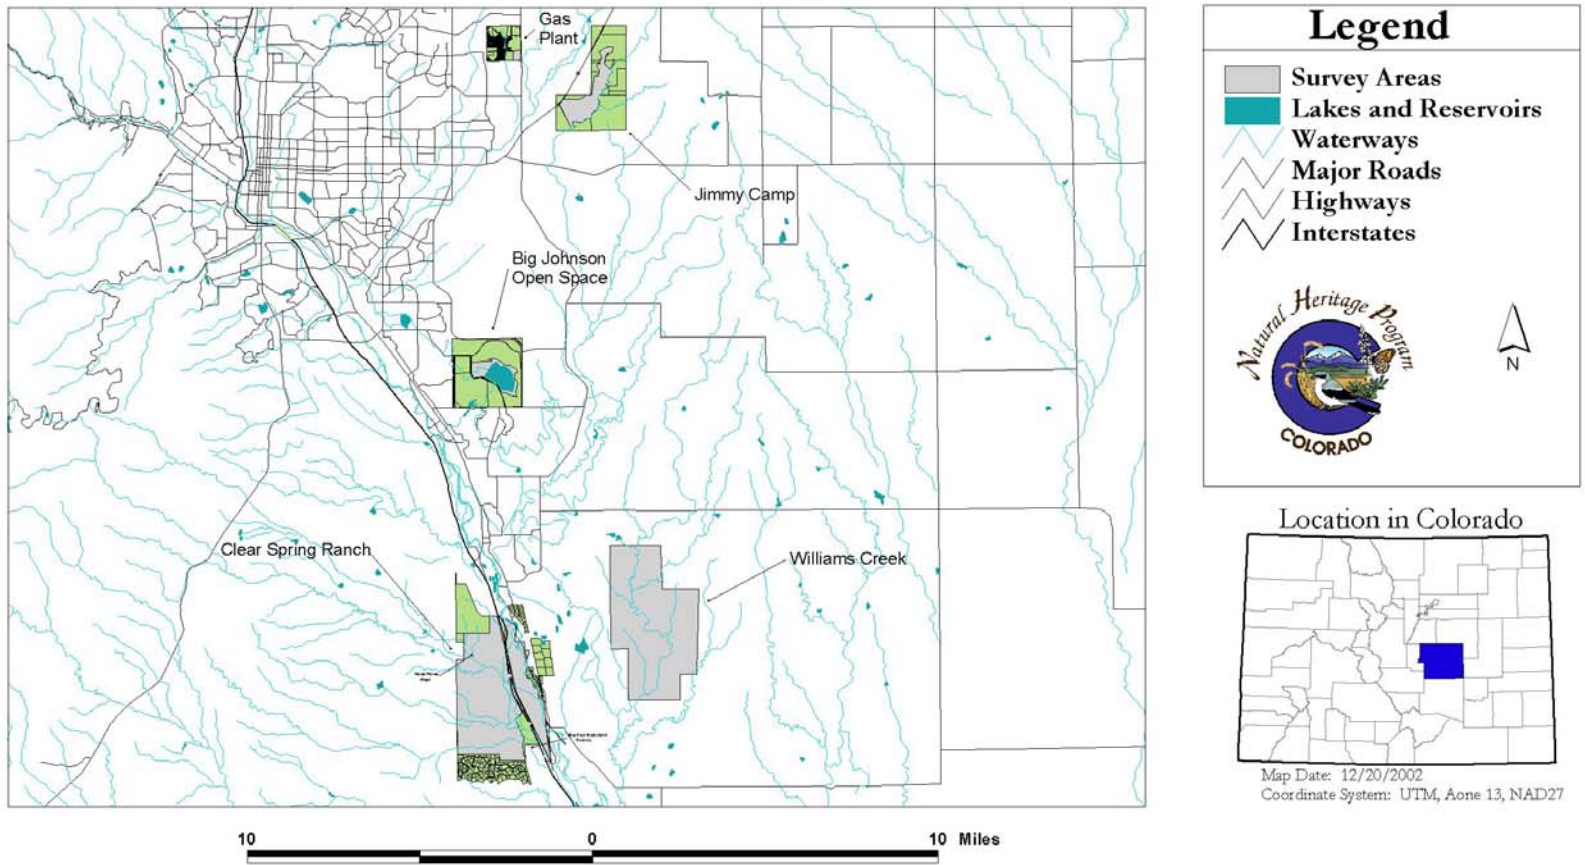 Gas
Plant
Jimmy Camp
Big Johnson
Open Space
Clear Spring Ranch
Williams Creek
10
0
10 Miles
Legend
Survey Areas
Lakes and Reservoirs
Waterways
Major Roads
Highways
Interstates
Natural Heritage Program
COLORADO
N
Location in Colorado
Map Date: 12/20/2002
Coordinate System: UTM, Aone 13, NAD27